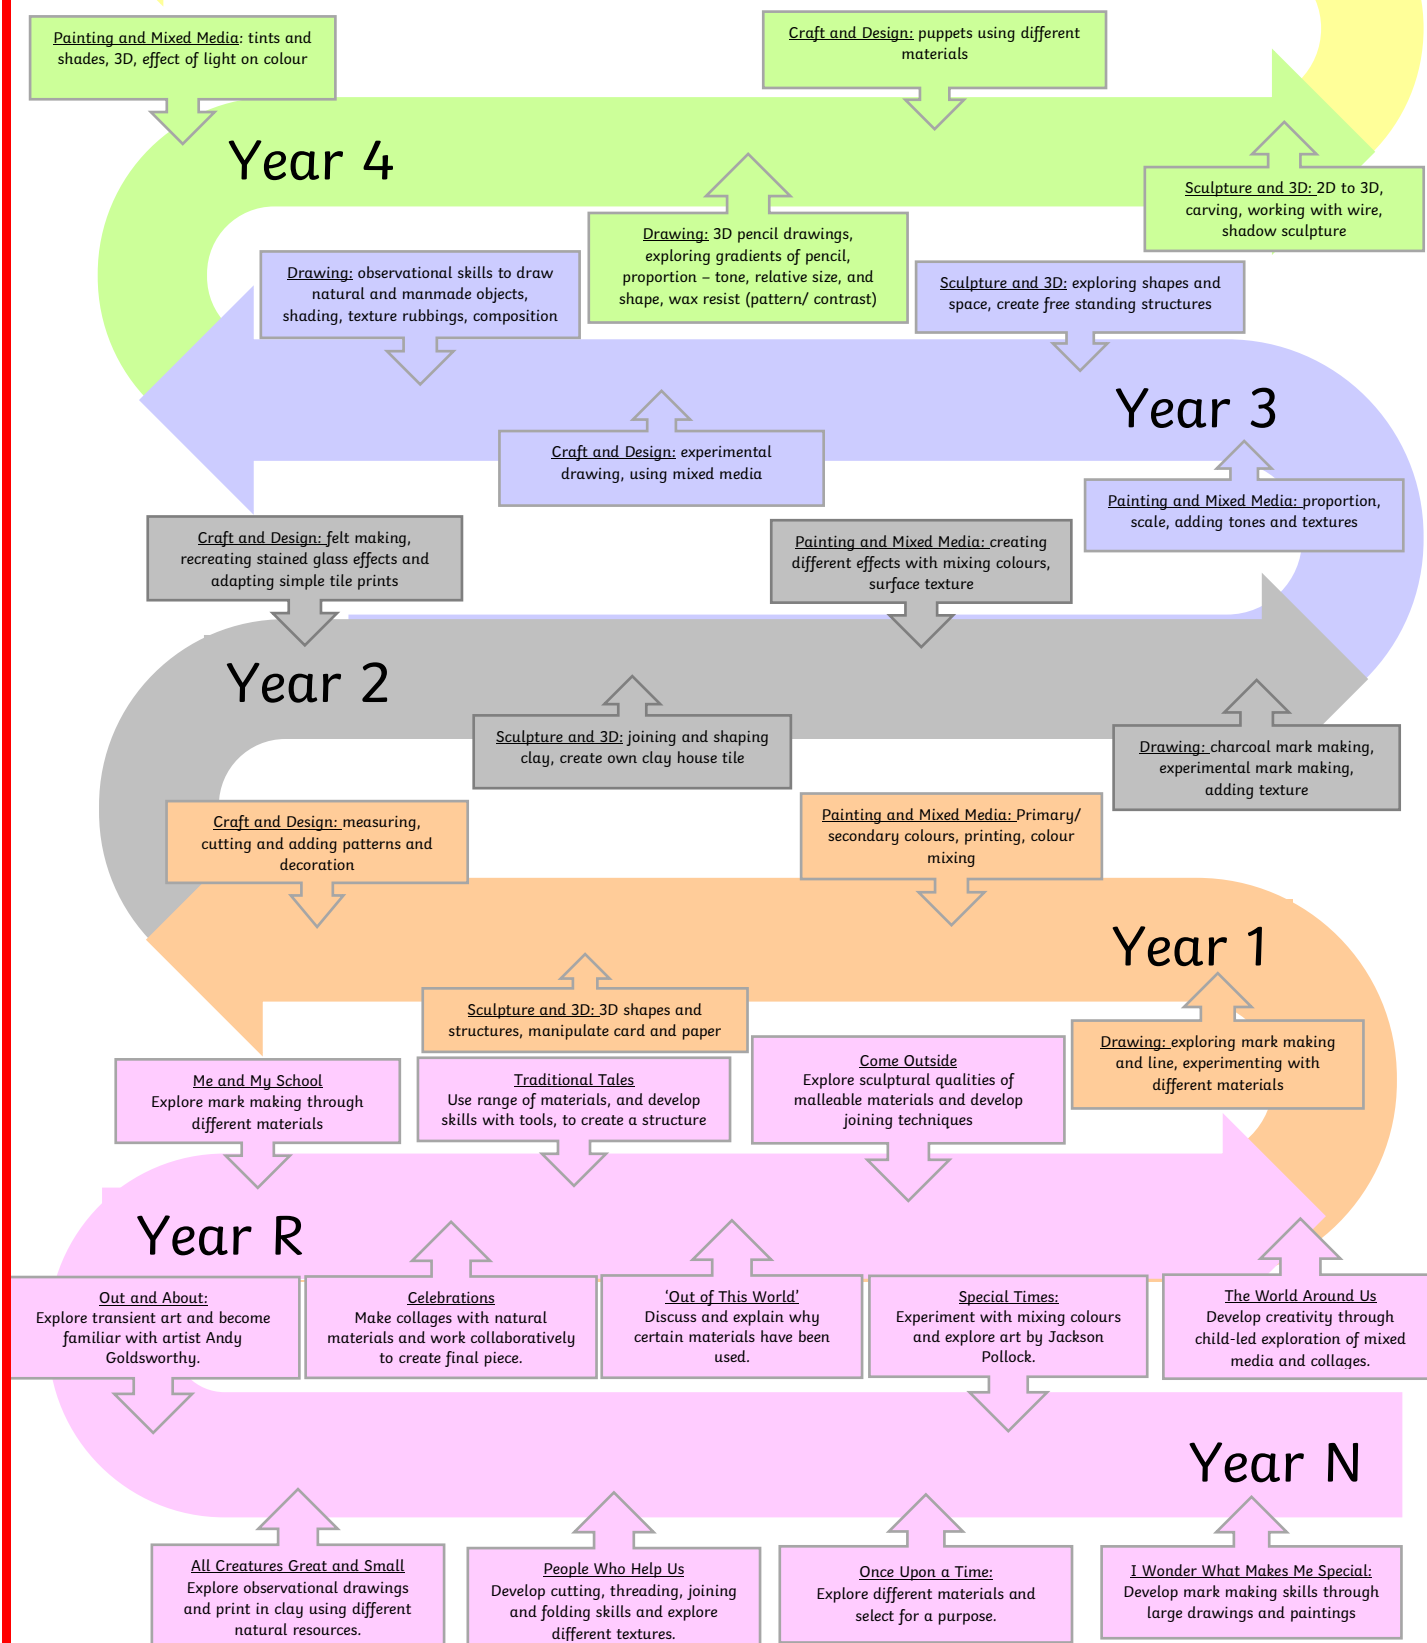 Painting and Mixed Media: tints and
shades, 3D, effect of light on colour
Craft and Design: puppets using different
materials
Year 4
Sculpture and 3D: 2D to 3D,
carving, working with wire,
shadow sculpture
Drawing: 3D pencil drawings,
exploring gradients of pencil,
proportion – tone, relative size, and
shape, wax resist (pattern/ contrast)
Drawing: observational skills to draw
natural and manmade objects,
shading, texture rubbings, composition
Sculpture and 3D: exploring shapes and
space, create free standing structures
Year 3
Craft and Design: experimental
drawing, using mixed media
Painting and Mixed Media: proportion,
scale, adding tones and textures
Craft and Design: felt making,
recreating stained glass effects and
adapting simple tile prints
Painting and Mixed Media: creating
different effects with mixing colours,
surface texture
Year 2
Sculpture and 3D: joining and shaping
clay, create own clay house tile
Drawing: charcoal mark making,
experimental mark making,
adding texture
Craft and Design: measuring,
cutting and adding patterns and
decoration
Painting and Mixed Media: Primary/
secondary colours, printing, colour
mixing
Year 1
Sculpture and 3D: 3D shapes and
structures, manipulate card and paper
Drawing: exploring mark making
and line, experimenting with
different materials
Me and My School
Explore mark making through
different materials
Traditional Tales
Use range of materials, and develop
skills with tools, to create a structure
Come Outside
Explore sculptural qualities of
malleable materials and develop
joining techniques
Year R
Out and About:
Explore transient art and become
familiar with artist Andy
Goldsworthy.
Celebrations
Make collages with natural
materials and work collaboratively
to create final piece.
‘Out of This World’
Discuss and explain why
certain materials have been
used.
Special Times:
Experiment with mixing colours
and explore art by Jackson
Pollock.
The World Around Us
Develop creativity through
child-led exploration of mixed
media and collages.
Year N
All Creatures Great and Small
Explore observational drawings
and print in clay using different
natural resources.
People Who Help Us
Develop cutting, threading, joining
and folding skills and explore
different textures.
Once Upon a Time:
Explore different materials and
select for a purpose.
I Wonder What Makes Me Special:
Develop mark making skills through
large drawings and paintings